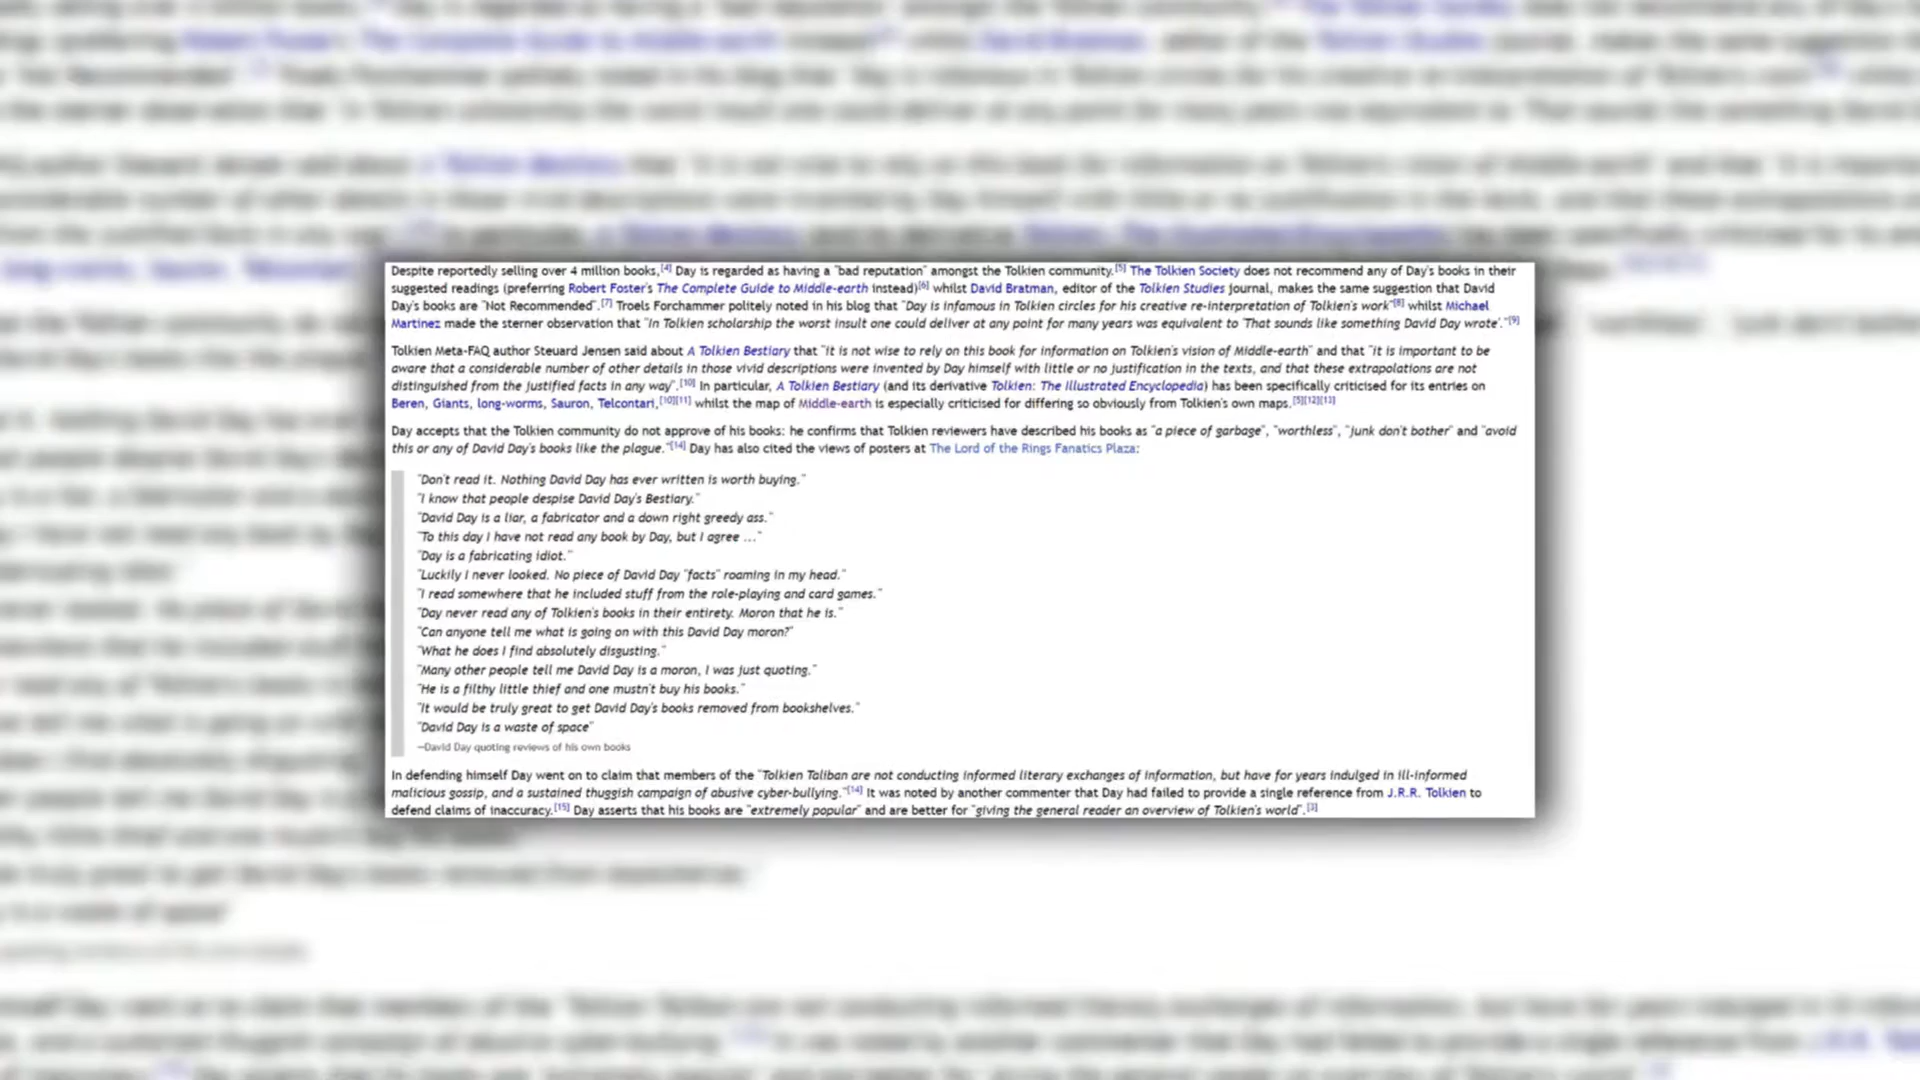 Despite reportedly selling over 4 million books,[4] Day is regarded as having a "bad reputation" amongst the Tolkien community.[5] The Tolkien Society does not recommend any of Day's books in their
suggested readings (preferring Robert Foster's The Complete Guide to Middle-earth instead)[6] whilst David Bratman, editor of the Tolkien Studies journal, makes the same suggestion that David
Day's books are "Not Recommended".[7] Troels Forchammer politely noted in his blog that "Day is infamous in Tolkien circles for his creative re-interpretation of Tolkien's work"[8] whilst Michael
Martinez made the sterner observation that "In Tolkien scholarship the worst insult one could deliver at any point for many years was equivalent to 'That sounds like something David Day wrote'."[9]
Tolkien Meta-FAQ author Steuard Jensen said about A Tolkien Bestiary that "it is not wise to rely on this book for information on Tolkien's vision of Middle-earth" and that "it is important to be
aware that a considerable number of other details in those vivid descriptions were invented by Day himself with little or no justification in the texts, and that these extrapolations are not
distinguished from the justified facts in any way".[10] In particular, A Tolkien Bestiary (and its derivative Tolkien: The Illustrated Encyclopedia) has been specifically criticised for its entries on
Beren, Giants, long-worms, Sauron, Telcontari,[10][11] whilst the map of Middle-earth is especially criticised for differing so obviously from Tolkien's own maps.[5][12][13]
Day accepts that the Tolkien community do not approve of his books: he confirms that Tolkien reviewers have described his books as "a piece of garbage", "worthless", "junk don't bother" and "avoid
this or any of David Day's books like the plague."[14] Day has also cited the views of posters at The Lord of the Rings Fanatics Plaza:
"Don't read it. Nothing David Day has ever written is worth buying."
"I know that people despise David Day's Bestiary."
"David Day is a liar, a fabricator and a down right greedy ass."
"To this day I have not read any book by Day, but I agree ..."
"Day is a fabricating idiot."
"Luckily I never looked. No piece of David Day "facts" roaming in my head."
"I read somewhere that he included stuff from the role-playing and card games."
"Day never read any of Tolkien's books in their entirety. Moron that he is."
"Can anyone tell me what is going on with this David Day moron?"
"What he does I find absolutely disgusting."
"Many other people tell me David Day is a moron, I was just quoting."
"He is a filthy little thief and one mustn't buy his books."
"It would be truly great to get David Day's books removed from bookshelves."
"David Day is a waste of space"
—David Day quoting reviews of his own books
In defending himself Day went on to claim that members of the "Tolkien Taliban are not conducting informed literary exchanges of information, but have for years indulged in ill-informed
malicious gossip, and a sustained thuggish campaign of abusive cyber-bullying."[14] It was noted by another commenter that Day had failed to provide a single reference from J.R.R. Tolkien to
defend claims of inaccuracy.[15] Day asserts that his books are "extremely popular" and are better for "giving the general reader an overview of Tolkien's world".[3]